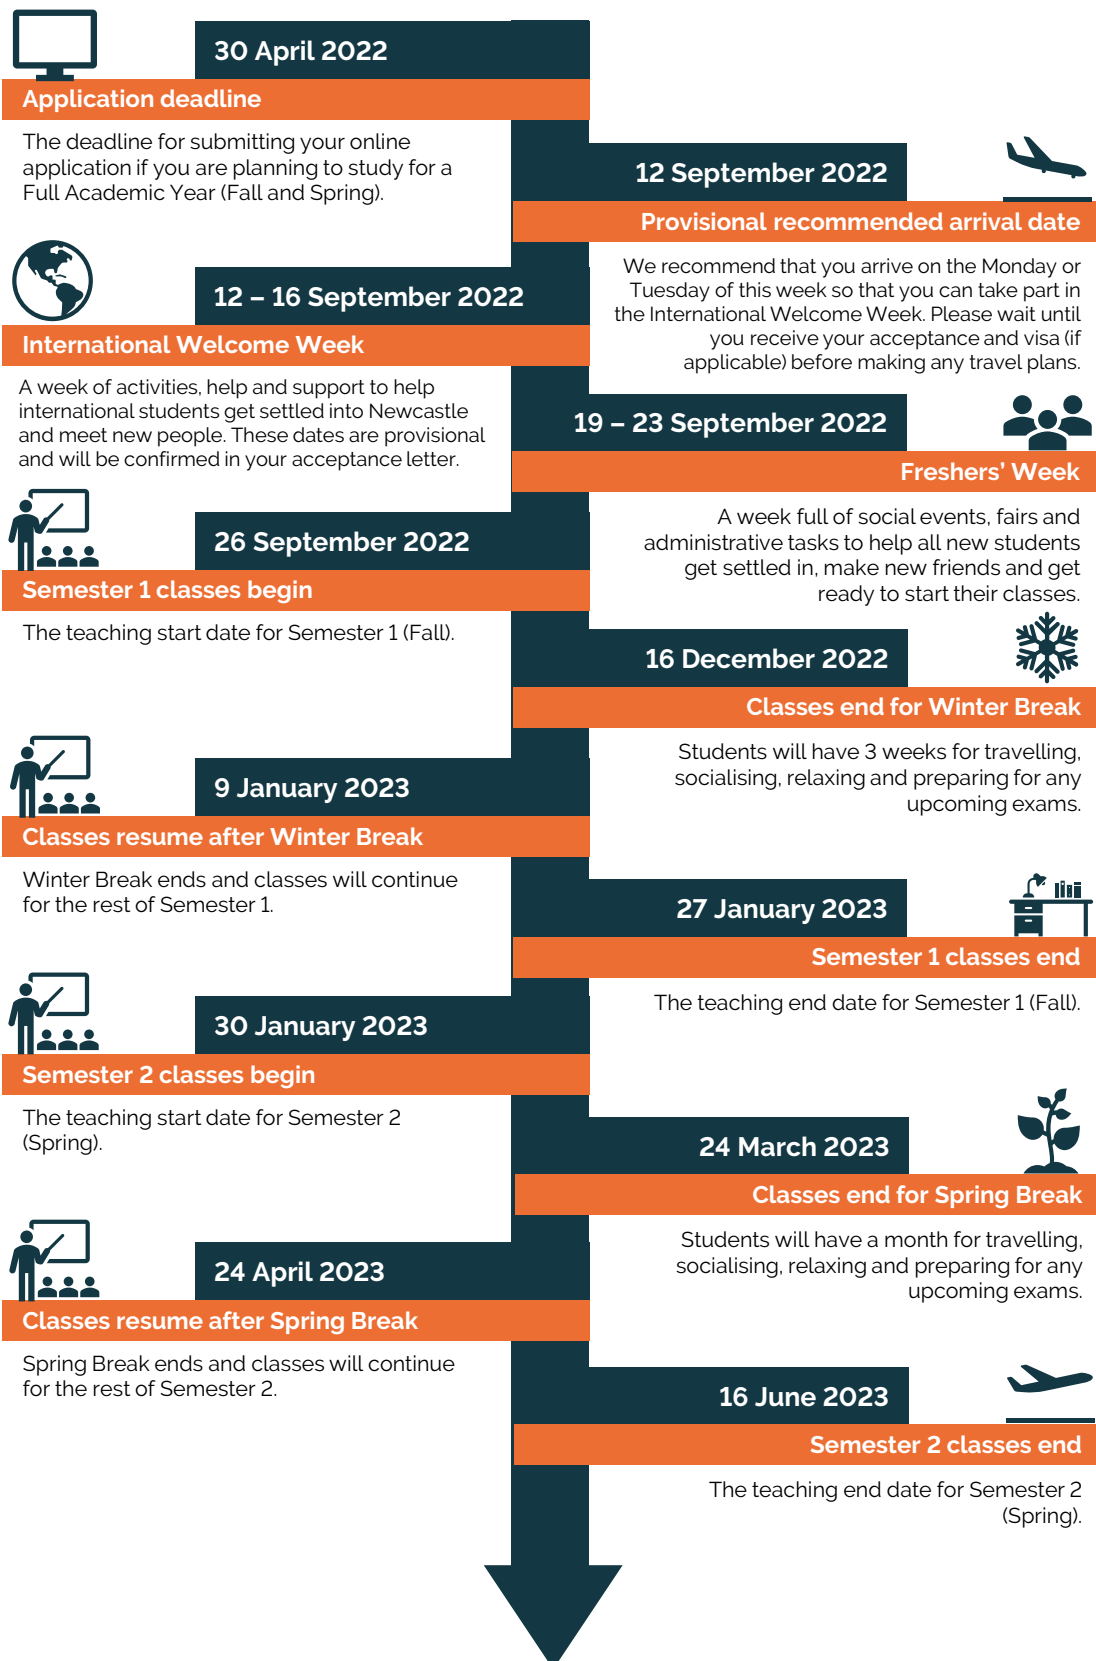 30 April 2022
Application deadline
The deadline for submitting your online
application if you are planning to study for a
Full Academic Year (Fall and Spring).
12 September 2022
Provisional recommended arrival date
We recommend that you arrive on the Monday or
Tuesday of this week so that you can take part in
the International Welcome Week. Please wait until
you receive your acceptance and visa (if
applicable) before making any travel plans.
12 – 16 September 2022
International Welcome Week
A week of activities, help and support to help
international students get settled into Newcastle
and meet new people. These dates are provisional
and will be confirmed in your acceptance letter.
19 – 23 September 2022
Freshers’ Week
A week full of social events, fairs and
administrative tasks to help all new students
get settled in, make new friends and get
ready to start their classes.
26 September 2022
Semester 1 classes begin
The teaching start date for Semester 1 (Fall).
16 December 2022
Classes end for Winter Break
Students will have 3 weeks for travelling,
socialising, relaxing and preparing for any
upcoming exams.
9 January 2023
Classes resume after Winter Break
Winter Break ends and classes will continue
for the rest of Semester 1.
27 January 2023
Semester 1 classes end
The teaching end date for Semester 1 (Fall).
30 January 2023
Semester 2 classes begin
The teaching start date for Semester 2
(Spring).
24 March 2023
Classes end for Spring Break
Students will have a month for travelling,
socialising, relaxing and preparing for any
upcoming exams.
24 April 2023
Classes resume after Spring Break
Spring Break ends and classes will continue
for the rest of Semester 2.
16 June 2023
Semester 2 classes end
The teaching end date for Semester 2
(Spring).